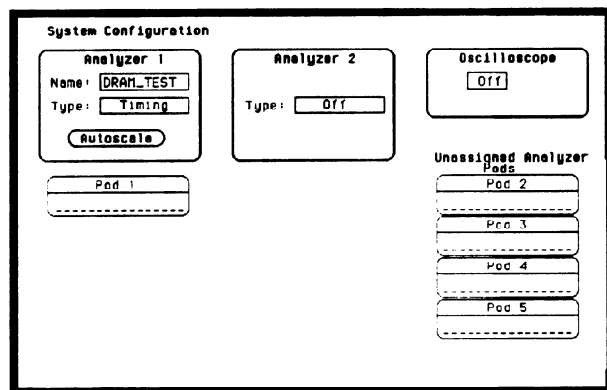 System Configuration
Analyzer 1
Name: DRAM_TEST
Type: Timing
Autoscale
Analyzer 2
Type: Off
Oscilloscope
Off
Pod 1
Unassigned Analyzer
Pods
Pod 2
Pod 3
Pod 4
Pod 5